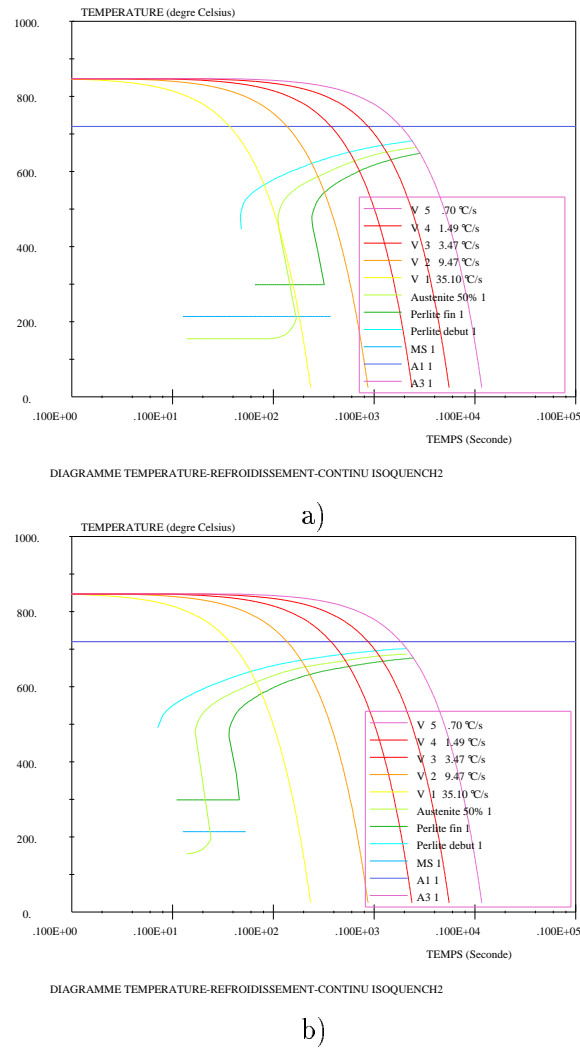 TEMPERATURE (degre Celsius)
1000.
800.
600.
400.
200.
0.
V 5 .70 °C/s
V 4 1.49 °C/s
V 3 3.47 °C/s
V 2 9.47 °C/s
V 1 35.10 °C/s
Austenite 50% 1
Perlite fin 1
Perlite debut 1
MS 1
A1 1
A3 1
.100E+00 .100E+01 .100E+02 .100E+03 .100E+04 .100E+05
TEMPS (Seconde)
DIAGRAMME TEMPERATURE-REFROIDISSEMENT-CONTINU ISOQUENCH2
a)
TEMPERATURE (degre Celsius)
1000.
800.
600.
400.
200.
0.
V 5 .70 °C/s
V 4 1.49 °C/s
V 3 3.47 °C/s
V 2 9.47 °C/s
V 1 35.10 °C/s
Austenite 50% 1
Perlite fin 1
Perlite debut 1
MS 1
A1 1
A3 1
.100E+00 .100E+01 .100E+02 .100E+03 .100E+04 .100E+05
TEMPS (Seconde)
DIAGRAMME TEMPERATURE-REFROIDISSEMENT-CONTINU ISOQUENCH2
b)